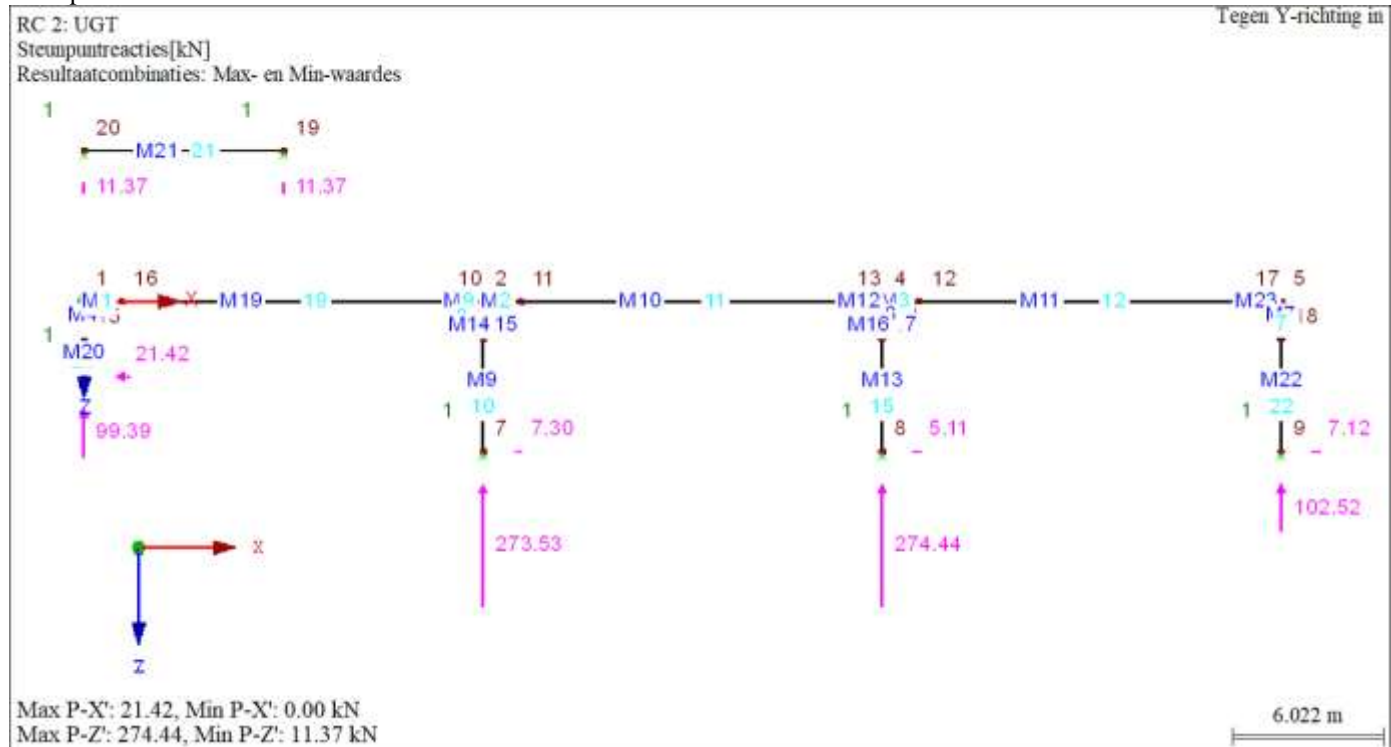 RC 2: UGT
Tegen Y-richting in
Steunpuntreacties[kN]
Resultaatcombinaties: Max- en Min-waardes
1 1
20 19
M21 21
11.37 11.37
1 16 10 2 11 13 4 12 17 5
M1 X M19 19 M9 M2 M10 11 M12 3 M11 12 M23
M14 15 M16 7 18
1 M20 21.42 M9 M13 M22
Z
99.39
1 10 1 15 1 22
7 7.30 8 5.11 9 7.12
273.53 274.44 102.52
X
Z
Max P-X': 21.42, Min P-X': 0.00 kN
Max P-Z': 274.44, Min P-Z': 11.37 kN
6.022 m